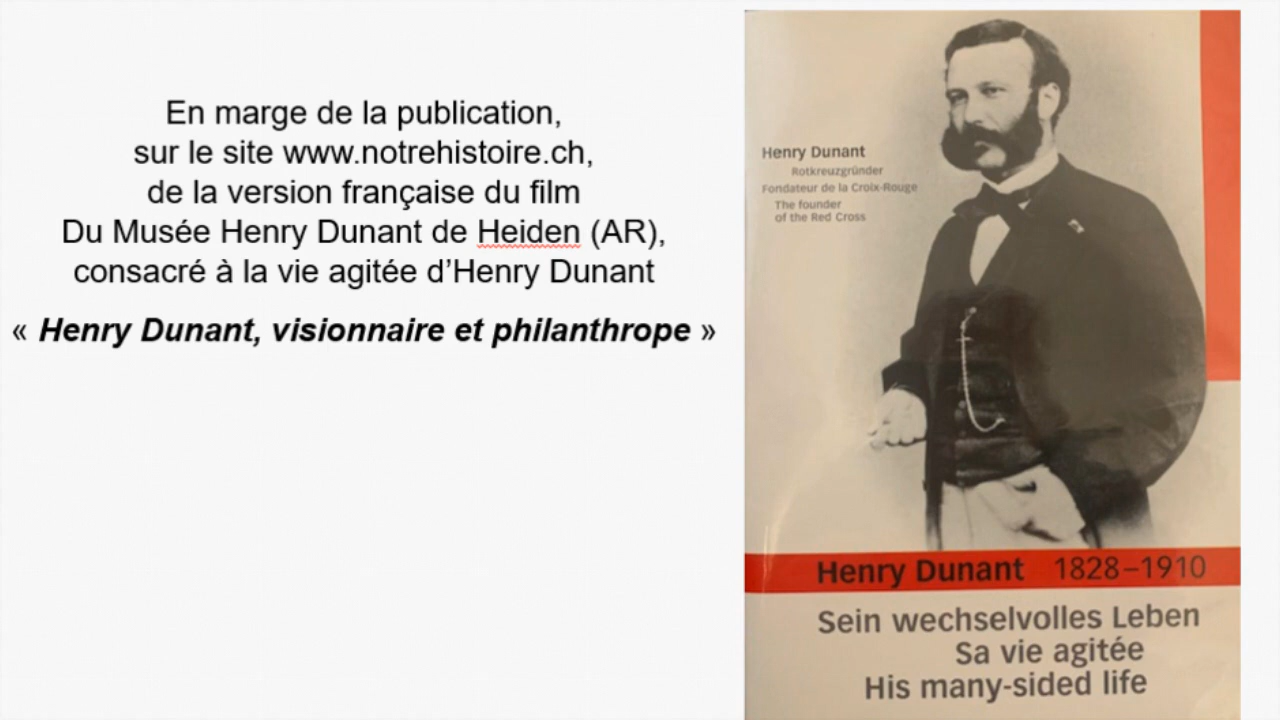 En marge de la publication,
sur le site www.notrehistoire.ch,
de la version française du film
Du Musée Henry Dunant de Heiden (AR),
consacré à la vie agitée d’Henry Dunant
« Henry Dunant, visionnaire et philanthrope »
Henry Dunant
Rotkreuzgründer
Fondateur de la Croix-Rouge
The founder
of the Red Cross
Henry Dunant 1828–1910
Sein wechselvolles Leben
Sa vie agitée
His many-sided life